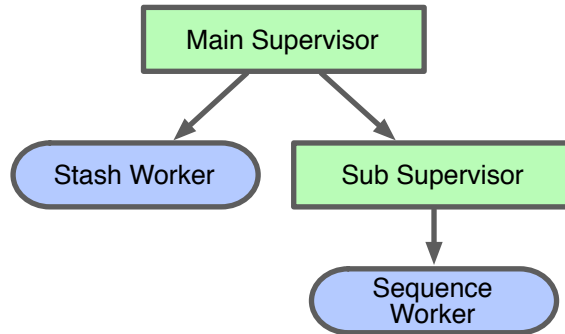 Main Supervisor
Stash Worker
Sub Supervisor
Sequence
Worker